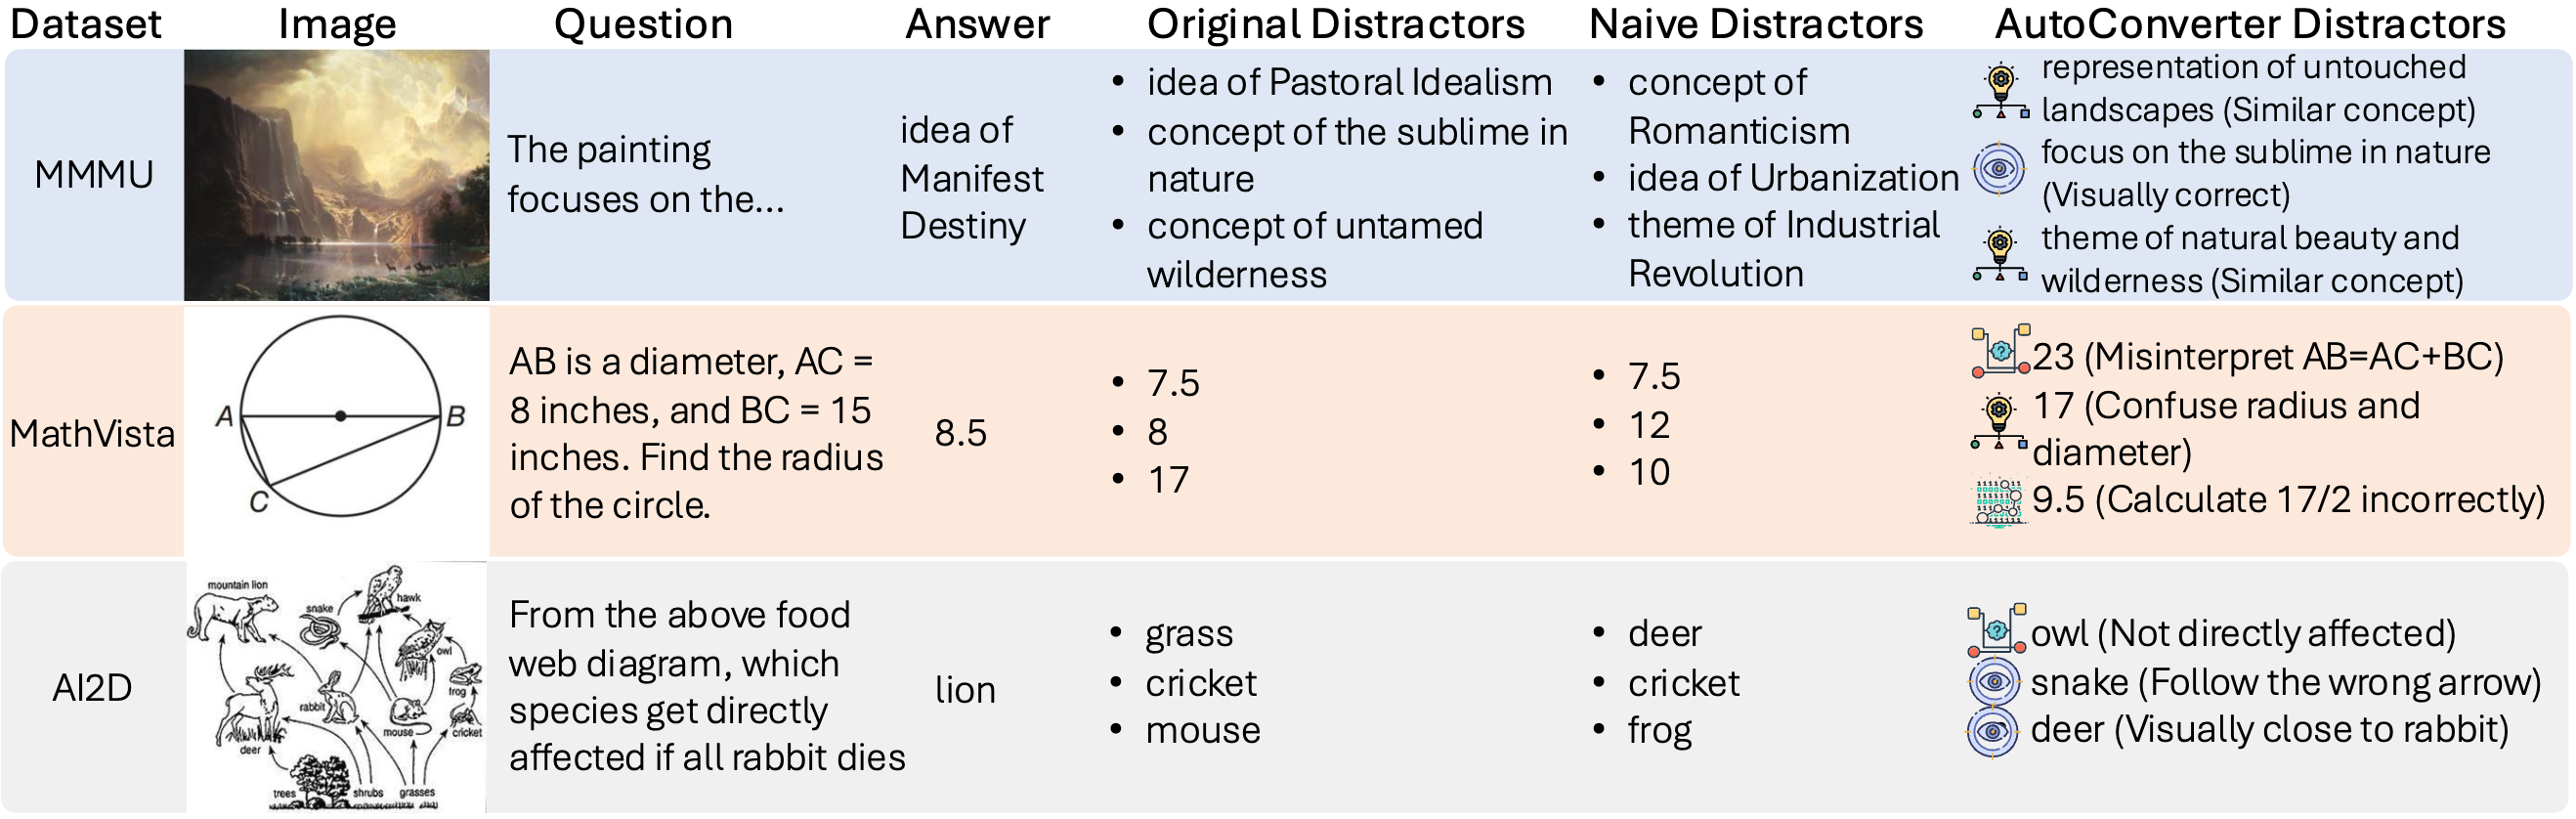 Dataset Image Question Answer Original Distractors Naive Distractors AutoConverter Distractors
MMMU
The painting
focuses on the...
idea of
Manifest
Destiny
• idea of Pastoral Idealism
• concept of the sublime in
nature
• concept of untamed
wilderness
• concept of
Romanticism
• idea of Urbanization
• theme of Industrial
Revolution
representation of untouched
landscapes (Similar concept)
focus on the sublime in nature
(Visually correct)
theme of natural beauty and
wilderness (Similar concept)
MathVista
A
B
C
AB is a diameter, AC =
8 inches, and BC = 15
inches. Find the radius
of the circle.
8.5
• 7.5
• 8
• 17
• 7.5
• 12
• 10
23 (Misinterpret AB=AC+BC)
17 (Confuse radius and
diameter)
9.5 (Calculate 17/2 incorrectly)
AI2D
mountain lion
snake
hawk
owl
frog
rabbit
mouse
cricket
deer
trees
shrubs
grasses
From the above food
web diagram, which
species get directly
affected if all rabbit dies
lion
• grass
• cricket
• mouse
• deer
• cricket
• frog
owl (Not directly affected)
snake (Follow the wrong arrow)
deer (Visually close to rabbit)